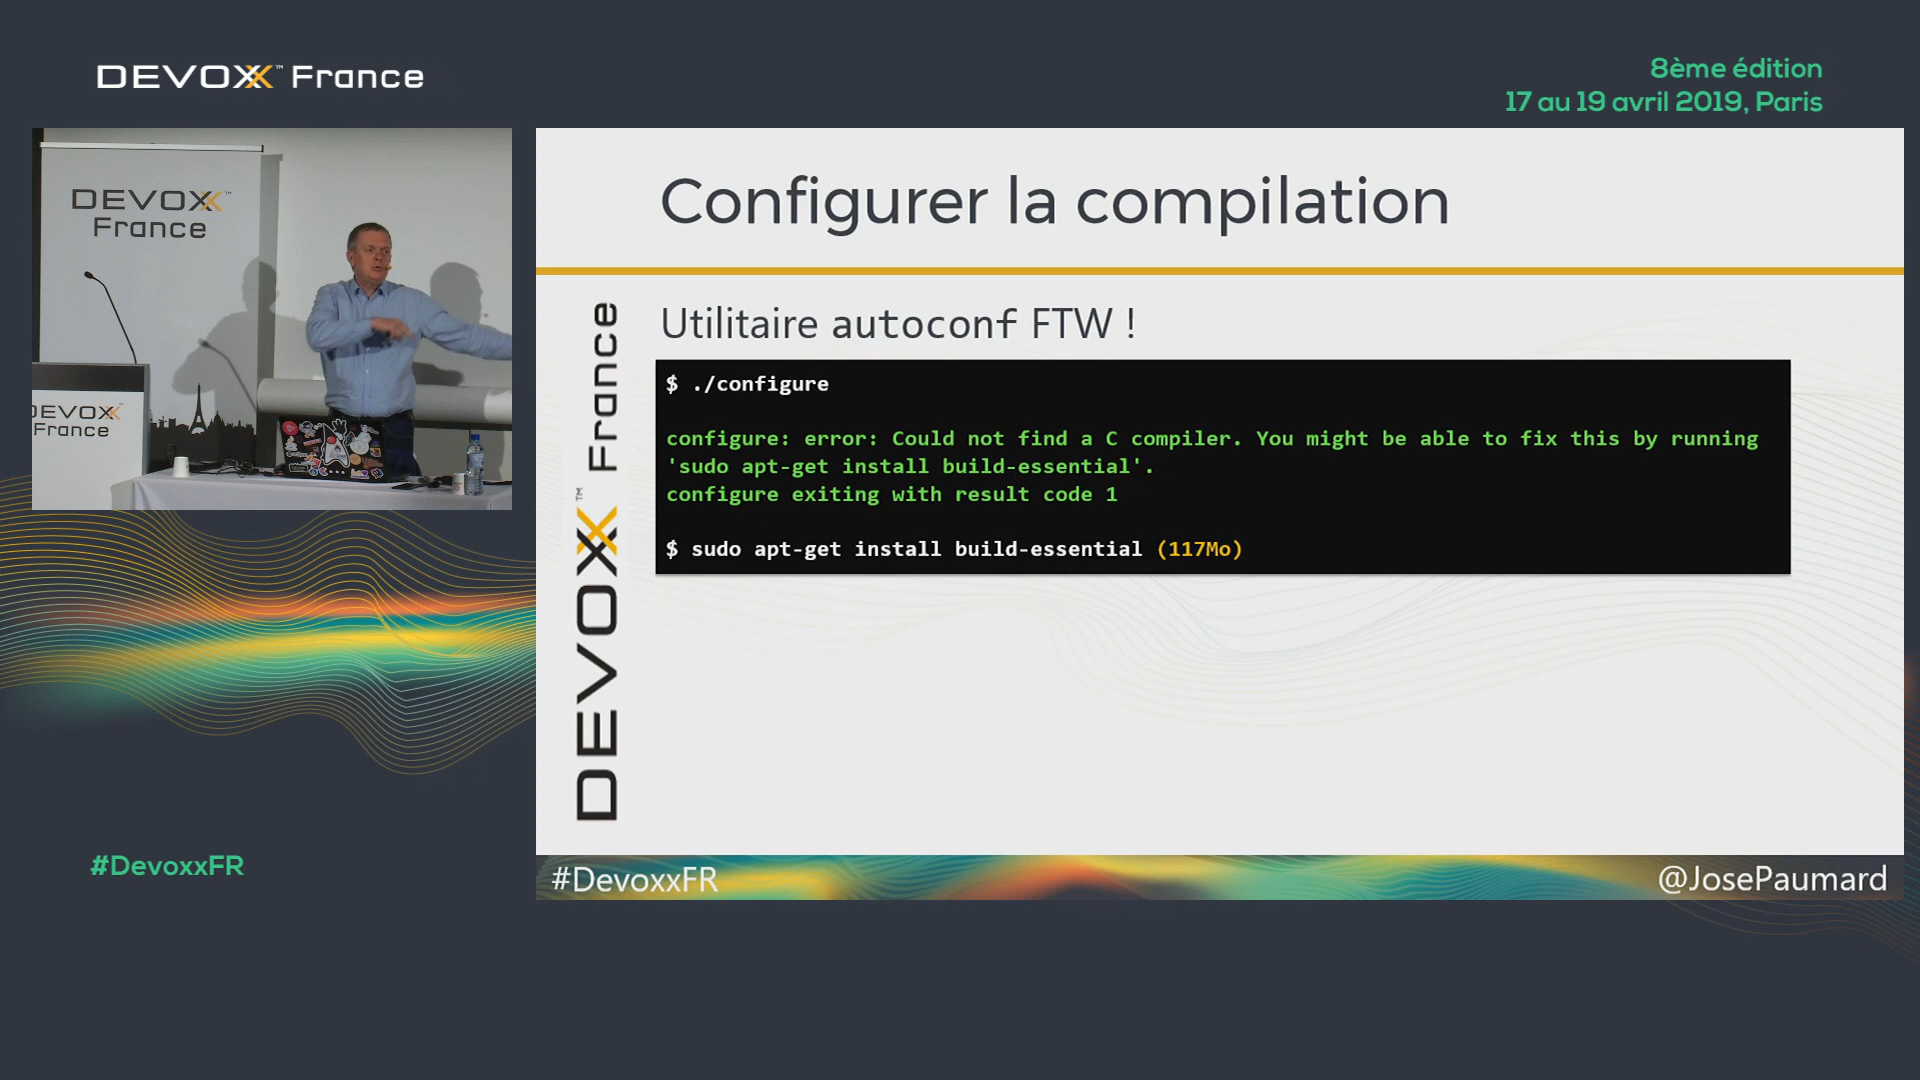 DEVOXX™ France
8ème édition
17 au 19 avril 2019, Paris
DEVOXX™
France
DEVOXX
France
Configurer la compilation
Utilitaire autoconf FTW !
$ ./configure
configure: error: Could not find a C compiler. You might be able to fix this by running
'sudo apt-get install build-essential'.
configure exiting with result code 1
$ sudo apt-get install build-essential (117Mo)
DEVOXX™ France
#DevoxxFR
@JosePaumard
#DevoxxFR